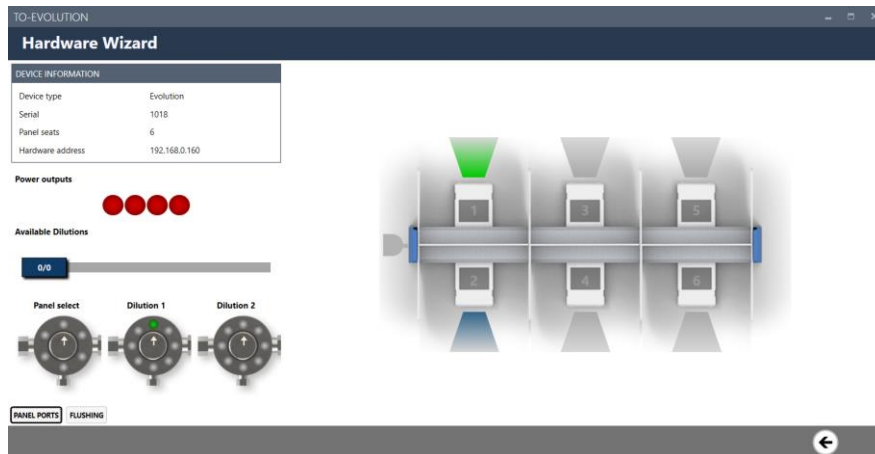 TO-EVOLUTION
Hardware Wizard
DEVICE INFORMATION
Device type Evolution
Serial 1018
Panel seats 6
Hardware address 192.168.0.160
Power outputs
Available Dilutions
0/0
Panel select Dilution 1 Dilution 2
1 3 5
2 4 6
PANEL PORTS FLUSHING